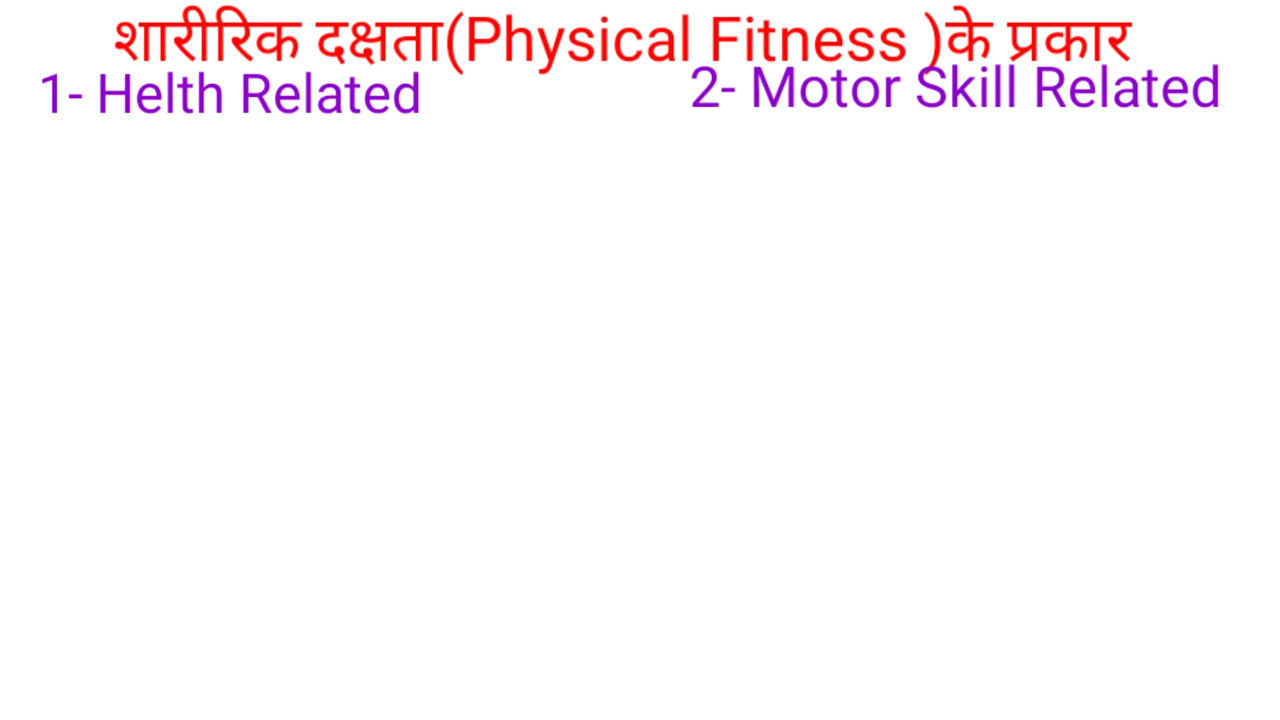 शारीरिक दक्षता(Physical Fitness )के प्रकार
1- Helth Related
2- Motor Skill Related